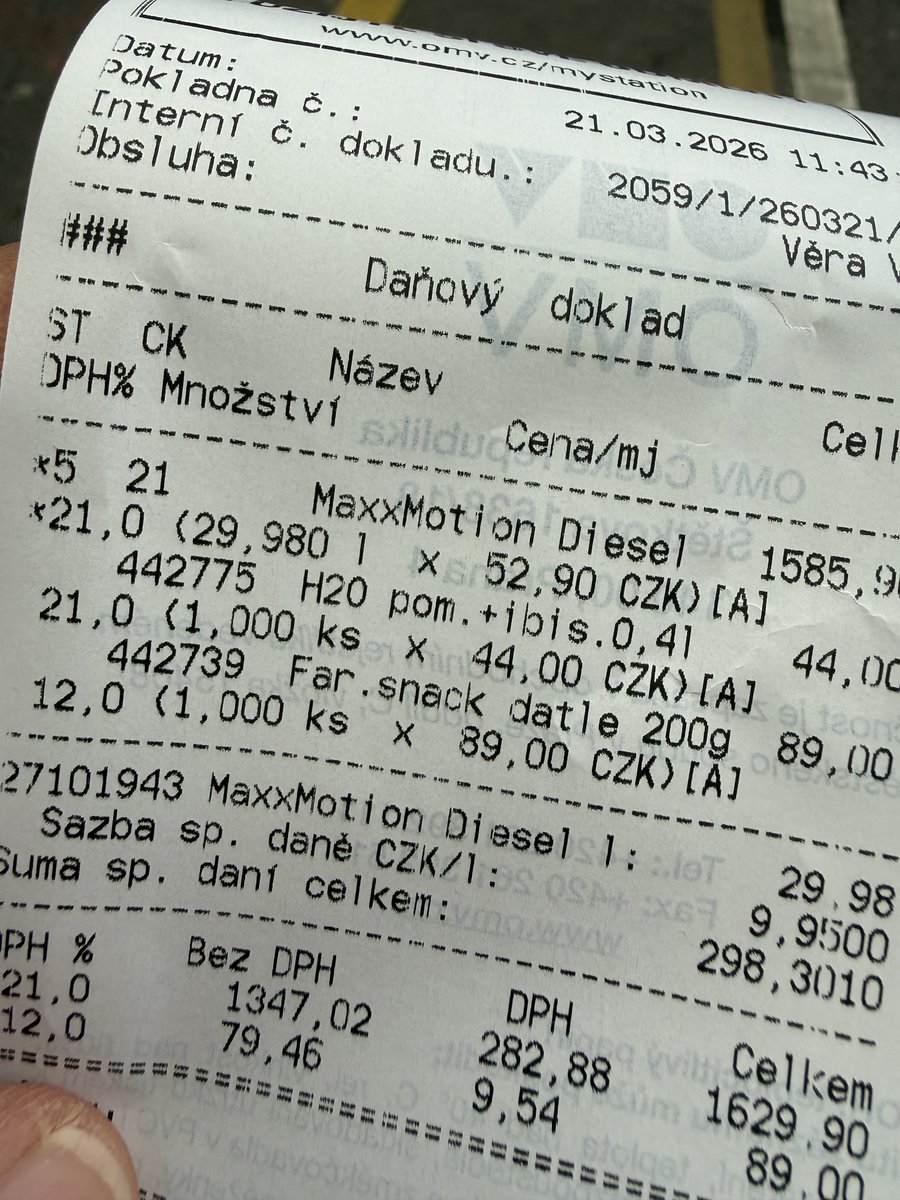 www.omv.cz/mystation
Datum: 21.03.2026 11:43
Pokladna č.:
Interní č. dokladu.: 2059/1/260321/
Obsluha: Věra V
###
Daňový doklad
ST CK Název Celk
DPH% Množství Cena/mj
*5 21 MaxxMotion Diesel 1585,9
*21,0 (29,980 l x 52,90 CZK)[A]
442775 H2O pom.+ibis.0,4l 44,00
21,0 (1,000 ks x 44,00 CZK)[A]
442739 Far.snack datle 200g 89,00
12,0 (1,000 ks x 89,00 CZK)[A]
27101943 MaxxMotion Diesel l: 29,98
Sazba sp. daně CZK/l: 9,9500
Suma sp. daní celkem: 298,3010
DPH % Bez DPH DPH Celkem
21,0 1347,02 282,88 1629,90
12,0 79,46 9,54 89,00